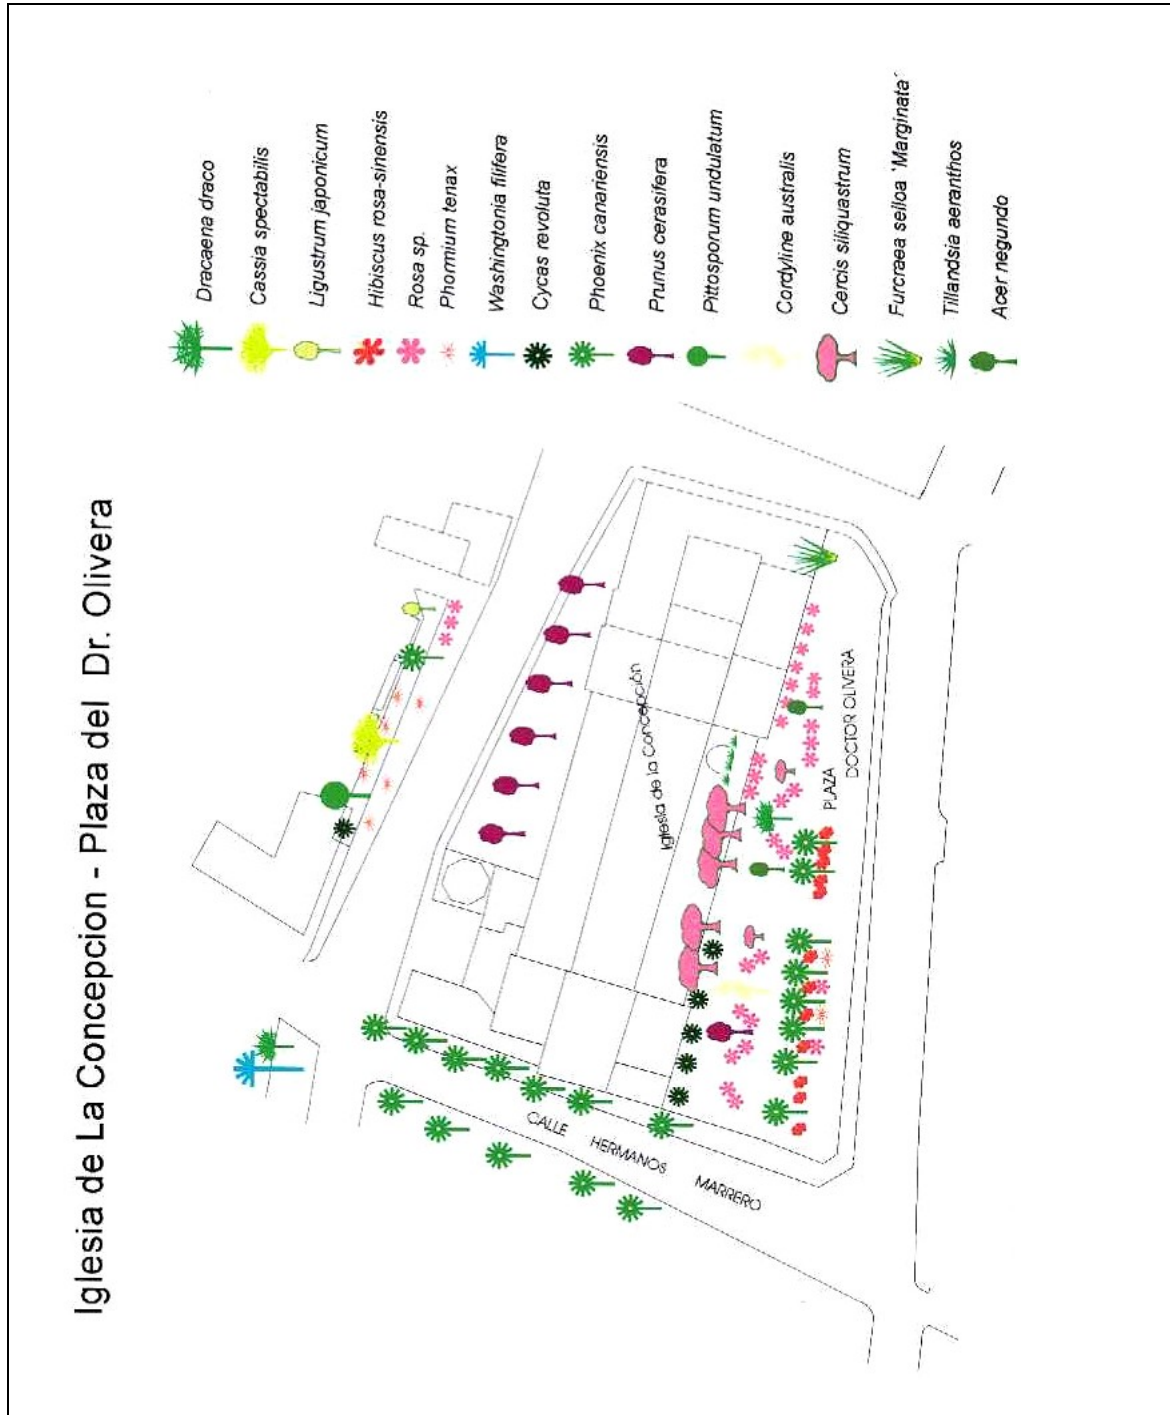 Iglesia de La Concepcion - Plaza del Dr. Olivera
Dracaena draco
Cassia spectabilis
Ligustrum japonicum
Hibiscus rosa-sinensis
Rosa sp.
Phormium tenax
Washingtonia filifera
Cycas revoluta
Phoenix canariensis
Prunus cerasifera
Pittosporum undulatum
Cordyline australis
Cercis siliquastrum
Furcraea selloa ´Marginata´
Tillandsia aeranthos
Acer negundo
Iglesia de la Concepción
PLAZA
DOCTOR OLIVERA
CALLE HERMANOS MARRERO